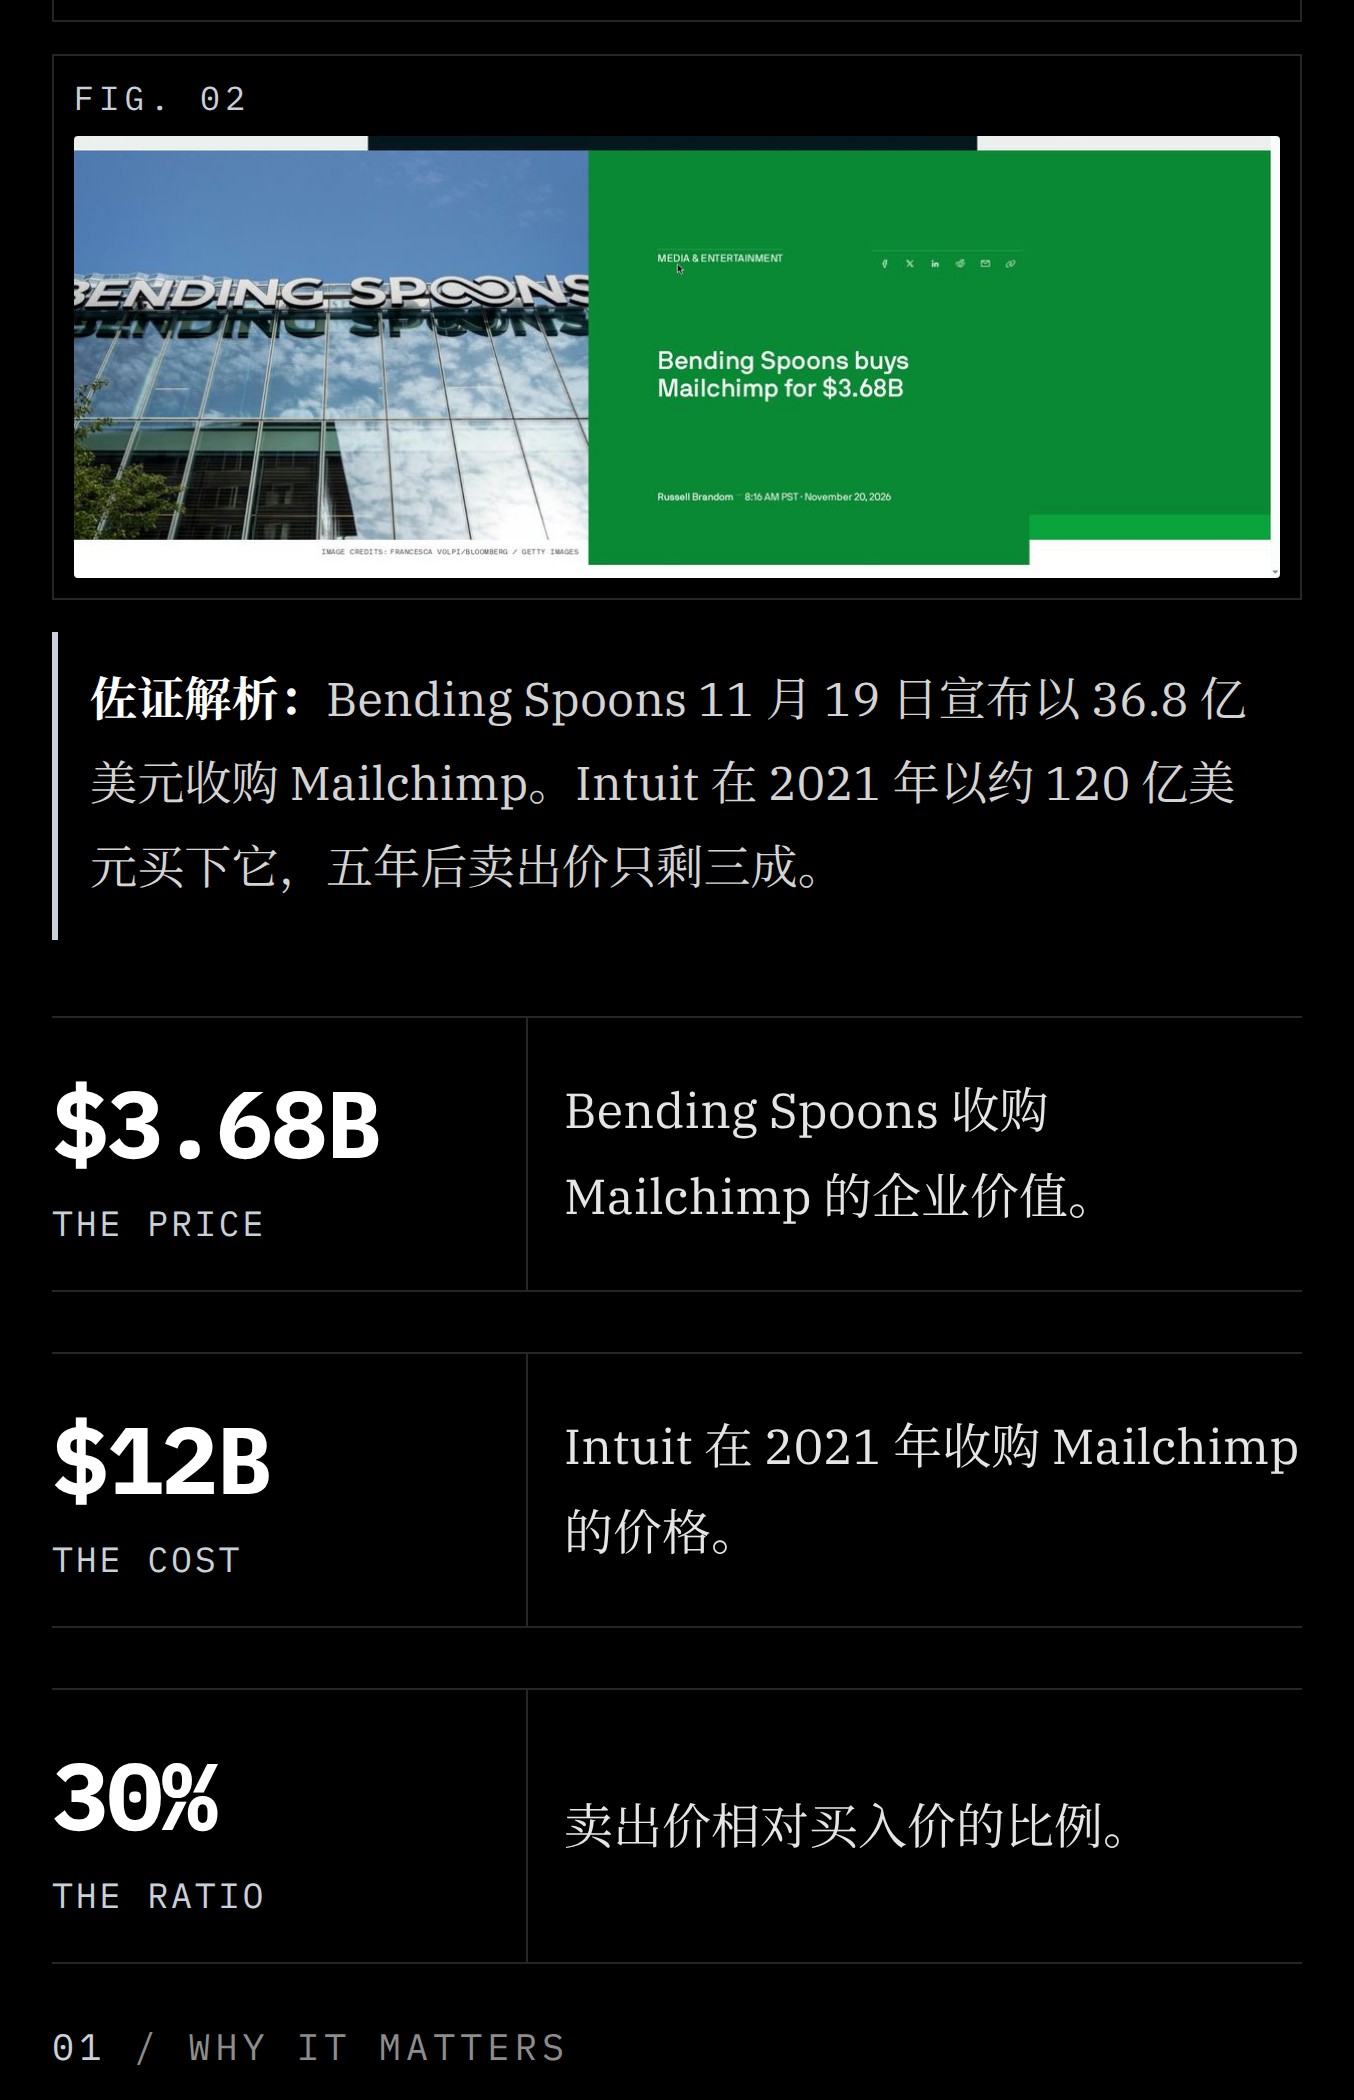 FIG. 02
BENDING SPOONS
MEDIA & ENTERTAINMENT
Bending Spoons buys
Mailchimp for $3.68B
Russell Brandom — 8:16 AM PST · November 20, 2026
IMAGE CREDITS: FRANCESCA VOLPI/BLOOMBERG / GETTY IMAGES
佐证解析：Bending Spoons 11 月 19 日宣布以 36.8 亿
美元收购 Mailchimp。Intuit 在 2021 年以约 120 亿美
元买下它，五年后卖出价只剩三成。
$3.68B
THE PRICE
Bending Spoons 收购
Mailchimp 的企业价值。
$12B
THE COST
Intuit 在 2021 年收购 Mailchimp
的价格。
30%
THE RATIO
卖出价相对买入价的比例。
01 / WHY IT MATTERS